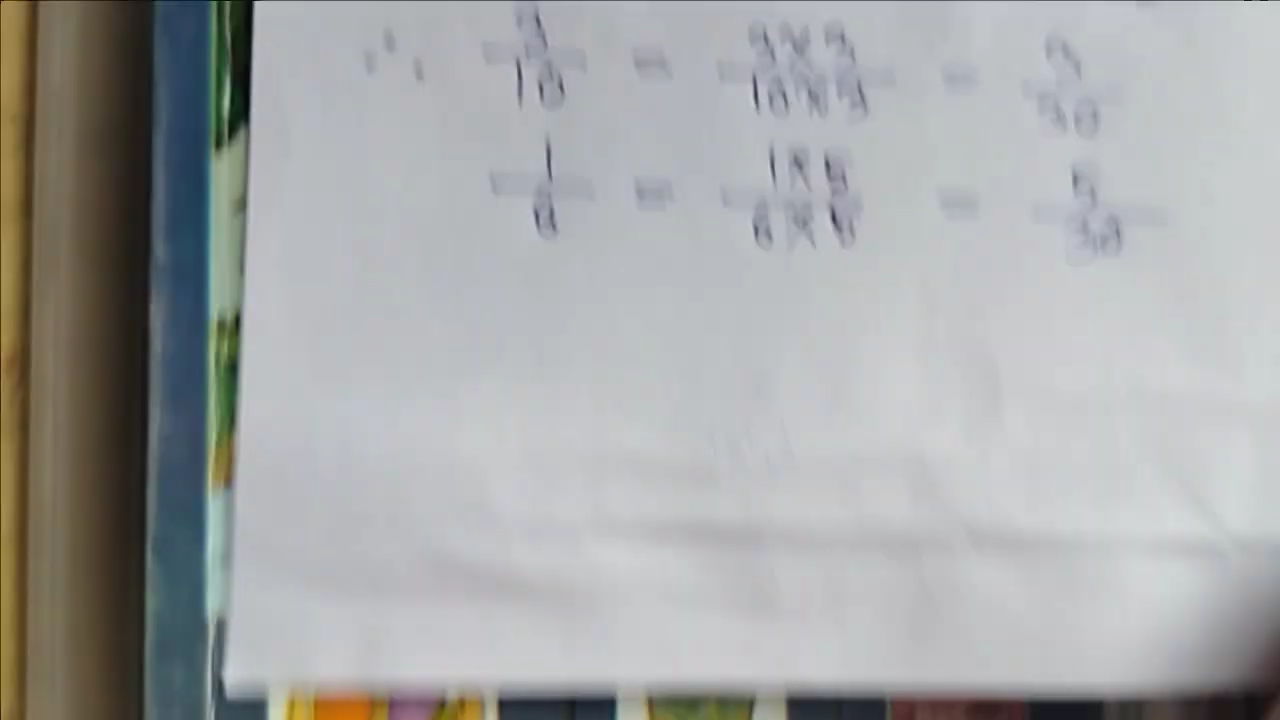 ∴ 3/10 = 3×3/10×3 = 9/30
1/6 = 1×5/6×5 = 5/30